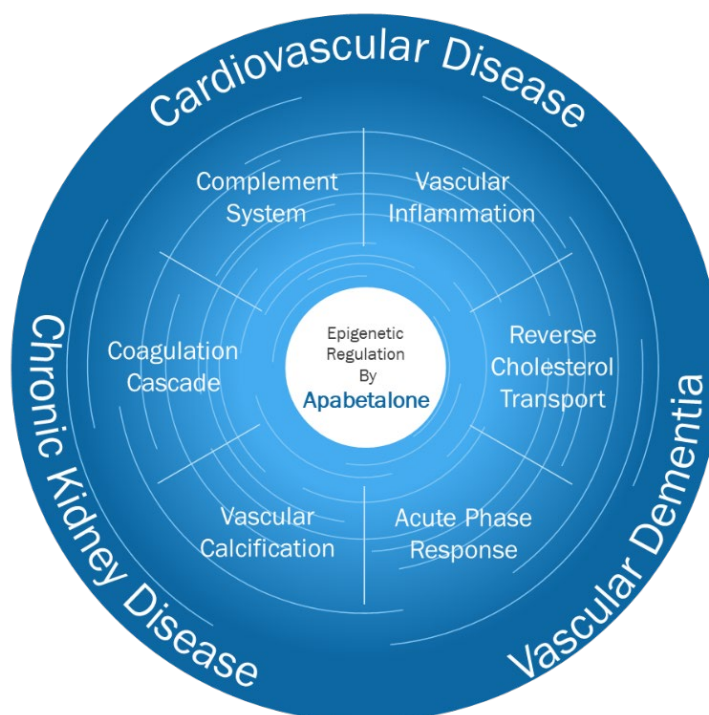 Cardiovascular Disease
Complement
System
Vascular
Inflammation
Coagulation
Cascade
Epigenetic
Regulation
By
Apabetalone
Reverse
Cholesterol
Transport
Vascular
Calcification
Acute Phase
Response
Chronic Kidney Disease
Vascular Dementia